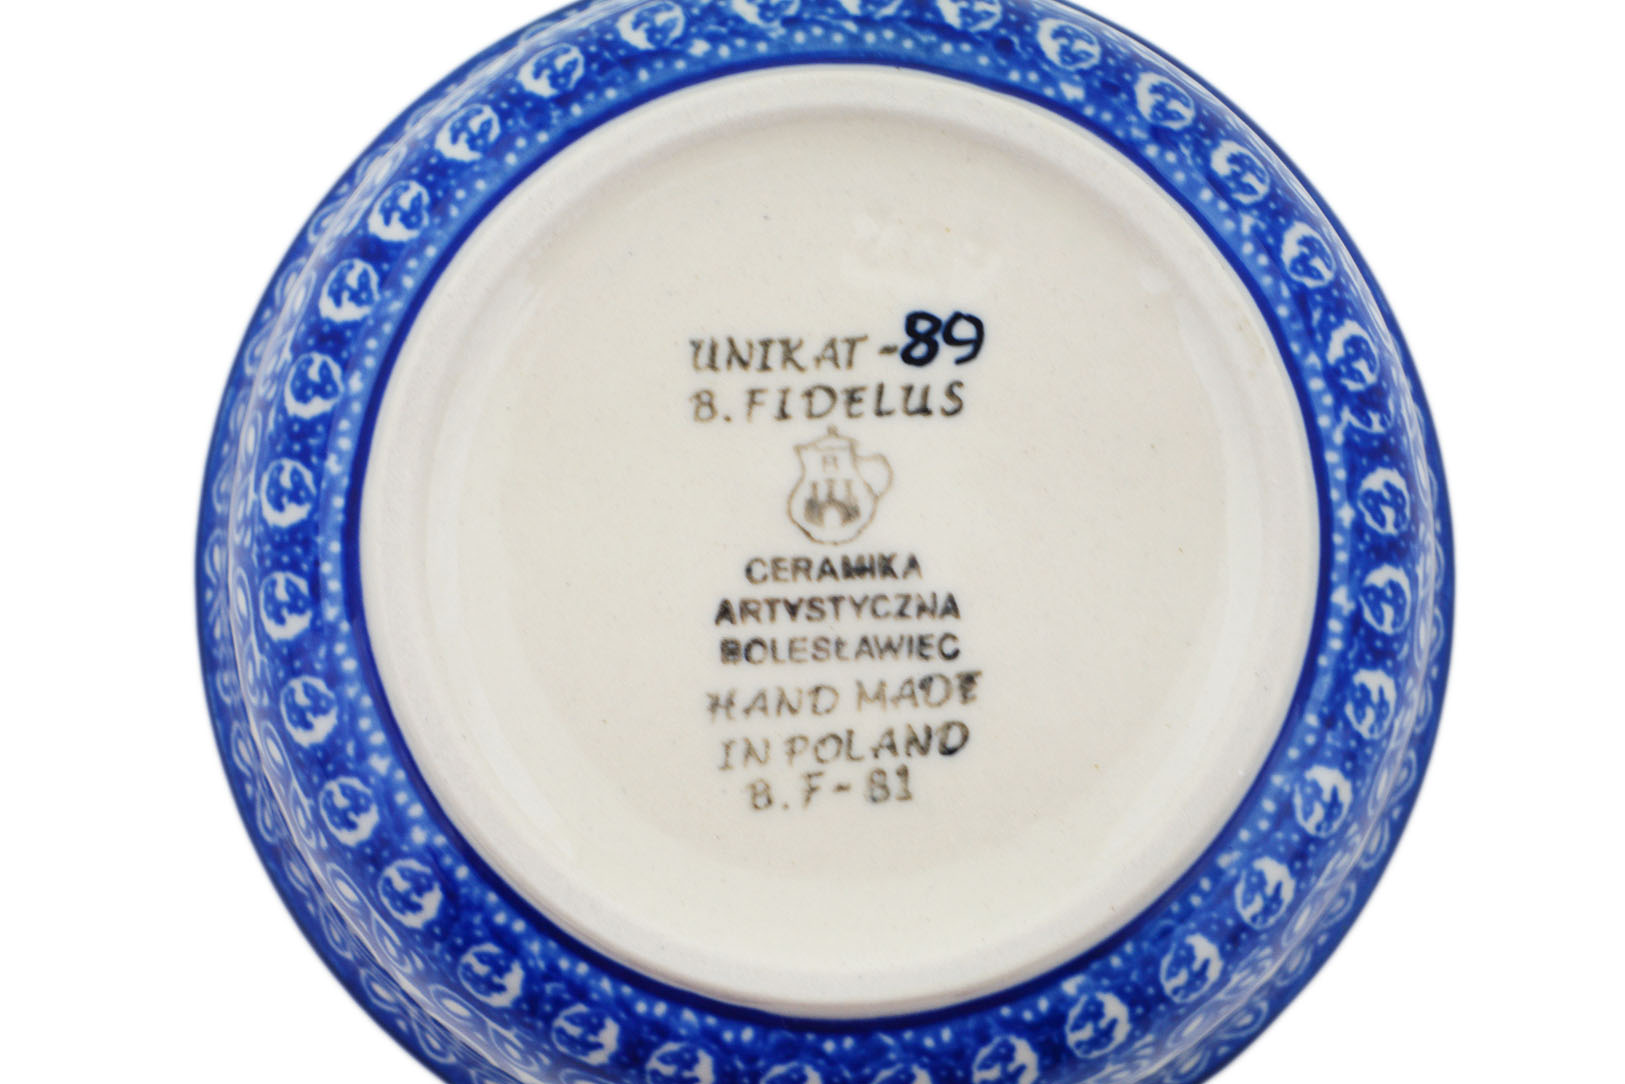 UNIKAT -89
B. FIDELUS
CERAMIKA
ARTYSTYCZNA
BOLESŁAWIEC
HAND MADE
IN POLAND
B. F - 81